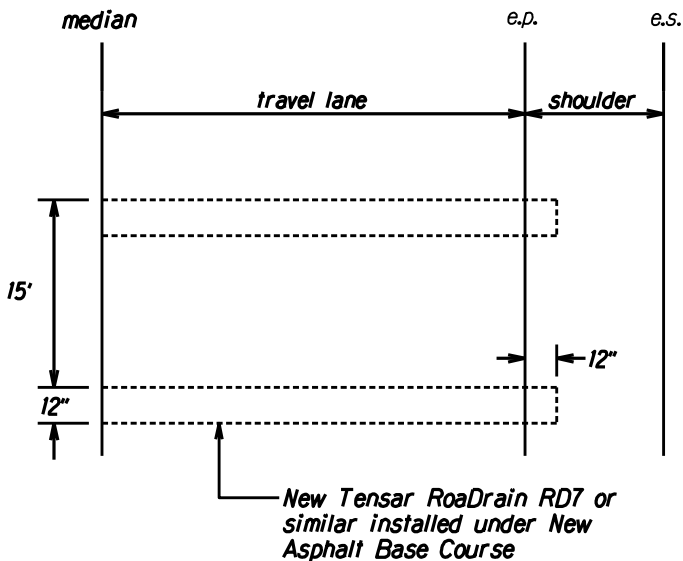 median
e.p.
e.s.
travel lane
shoulder
15'
12"
12"
New Tensar RoaDrain RD7 or
similar installed under New
Asphalt Base Course